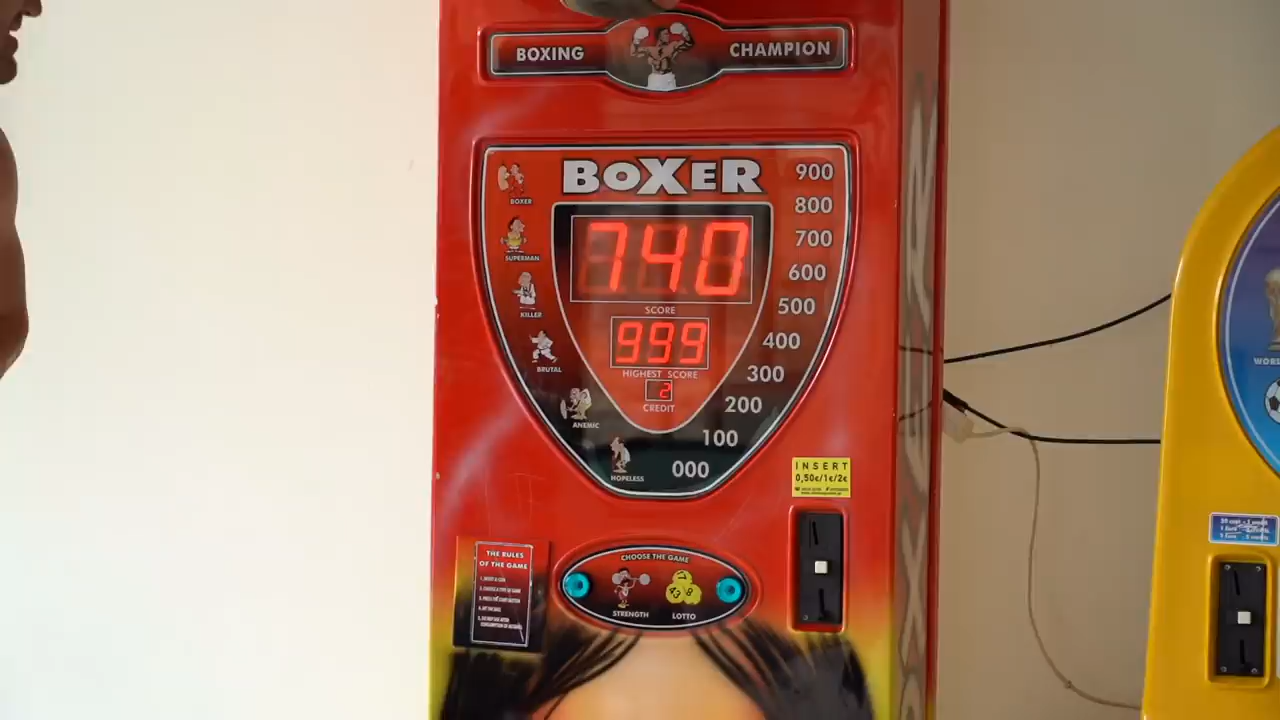 BOXING CHAMPION
BOXER
BOXER
SUPERMAN
KILLER
BRUTAL
ANEMIC
HOPELESS
900
800
700
600
500
400
300
200
100
000
740
SCORE
999
HIGHEST SCORE
2
CREDIT
INSERT
0,50€/1€/2€
THE RULES
OF THE GAME
CHOOSE THE GAME
STRENGTH
LOTTO